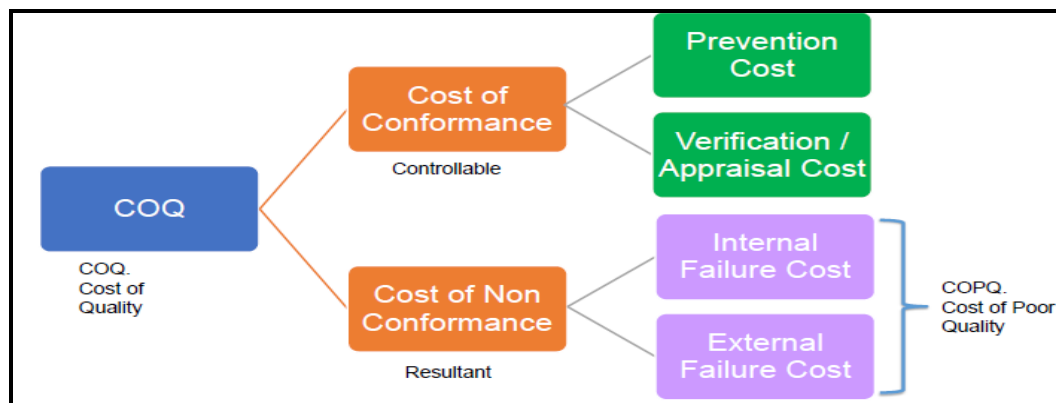 Prevention
Cost
Cost of
Conformance
Controllable
Verification /
Appraisal Cost
COQ
COQ.
Cost of
Quality
Internal
Failure Cost
Cost of Non
Conformance
Resultant
External
Failure Cost
COPQ.
Cost of Poor
Quality